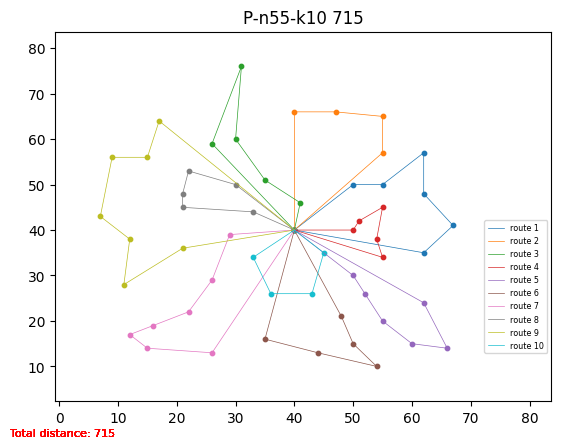 P-n55-k10 715
80
70
60
50
40
30
20
10
0 10 20 30 40 50 60 70 80
route 1
route 2
route 3
route 4
route 5
route 6
route 7
route 8
route 9
route 10
Total distance: 715